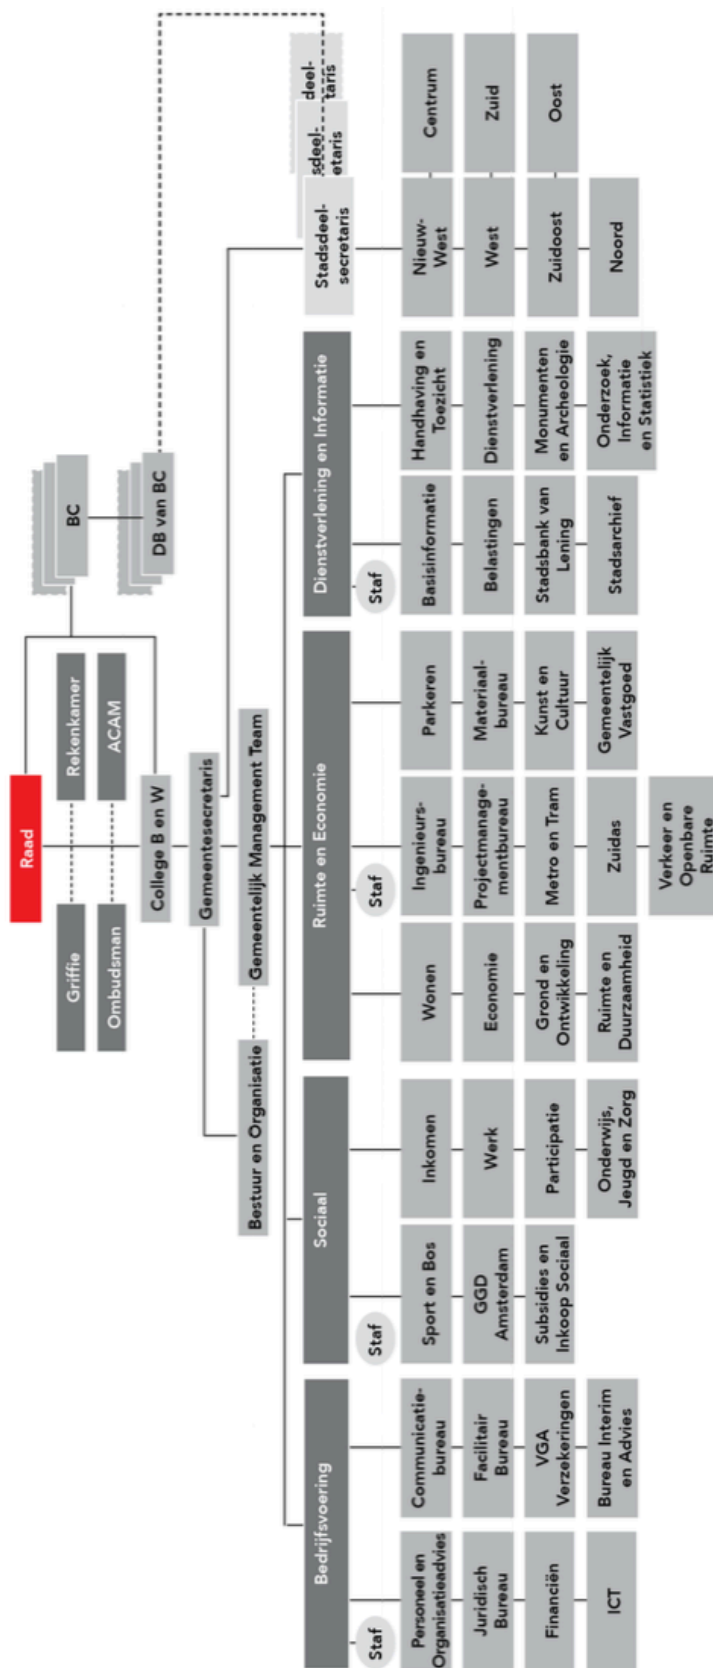 Raad
Griffie
Rekenkamer
Ombudsman
ACAM
BC
DB van BC
College B en W
Gemeentesecretaris
Bestuur en Organisatie
Gemeentelijk Management Team
Bedrijfsvoering
Sociaal
Ruimte en Economie
Dienstverlening en Informatie
Stadsdeel-
secretaris
sdeel-
etaris
deel-
taris
Staf
Personeel en
Organisatieadvies
Juridisch
Bureau
Financiën
ICT
Communicatie-
bureau
Facilitair
Bureau
VGA
Verzekeringen
Bureau Interim
en Advies
Staf
Sport en Bos
GGD
Amsterdam
Subsidies en
Inkoop Sociaal
Inkomen
Werk
Participatie
Onderwijs,
Jeugd en Zorg
Staf
Wonen
Economie
Grond en
Ontwikkeling
Ruimte en
Duurzaamheid
Ingenieurs-
bureau
Projectmanage-
mentbureau
Metro en Tram
Zuidas
Verkeer en
Openbare
Ruimte
Parkeren
Materiaal-
bureau
Kunst en
Cultuur
Gemeentelijk
Vastgoed
Staf
Basisinformatie
Belastingen
Stadsbank van
Lening
Stadsarchief
Handhaving en
Toezicht
Dienstverlening
Monumenten
en Archeologie
Onderzoek,
Informatie
en Statistiek
Nieuw-
West
West
Zuidoost
Noord
Centrum
Zuid
Oost